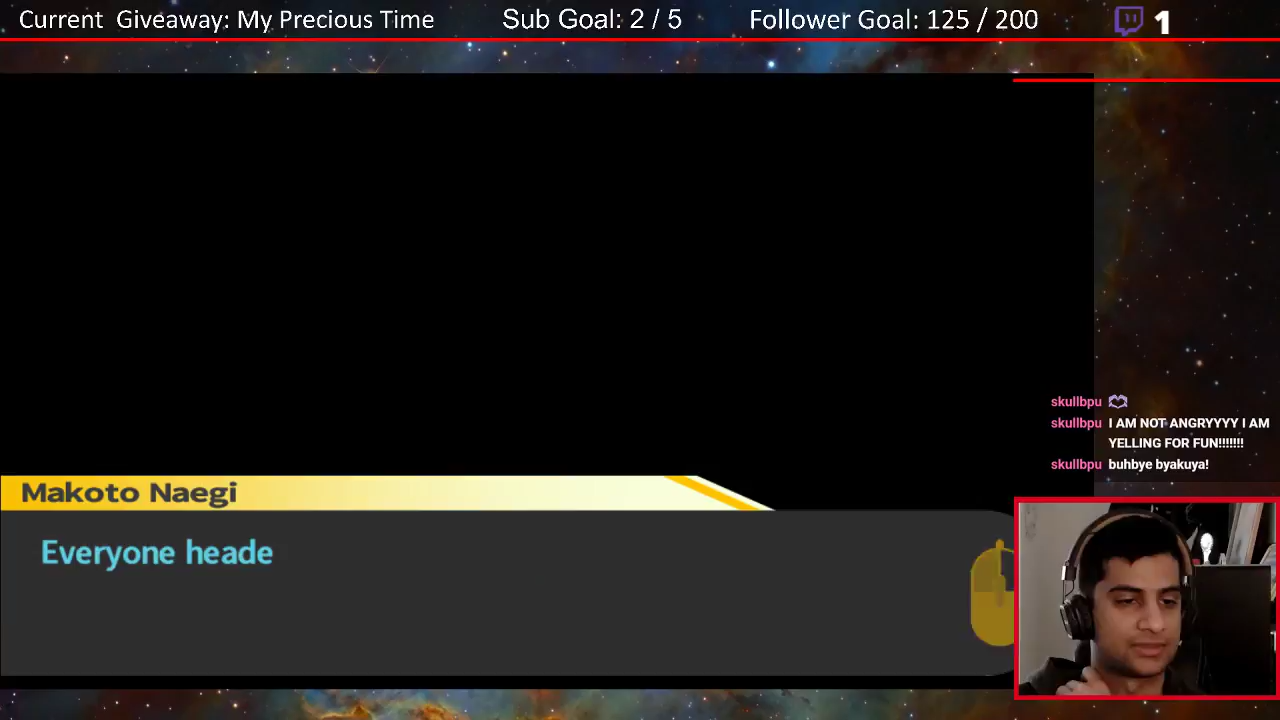 Current Giveaway: My Precious Time
Sub Goal: 2 / 5
Follower Goal: 125 / 200
1
skullbpu
skullbpu I AM NOT ANGRYYYY I AM
YELLING FOR FUN!!!!!!!
skullbpu buhbye byakuya!
Makoto Naegi
Everyone heade